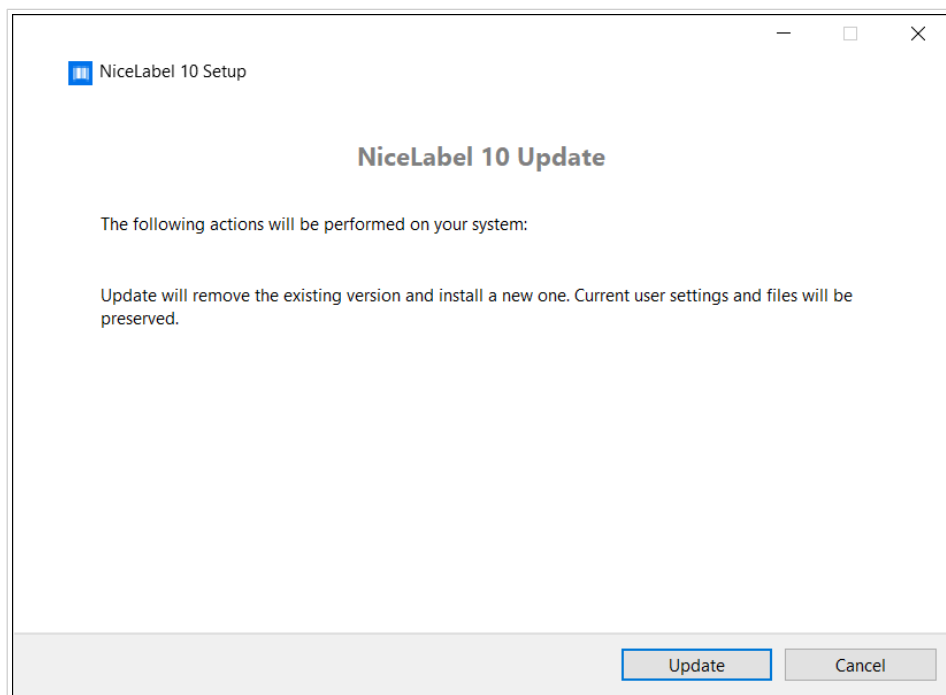 NiceLabel 10 Setup
NiceLabel 10 Update
The following actions will be performed on your system:
Update will remove the existing version and install a new one. Current user settings and files will be
preserved.
Update
Cancel